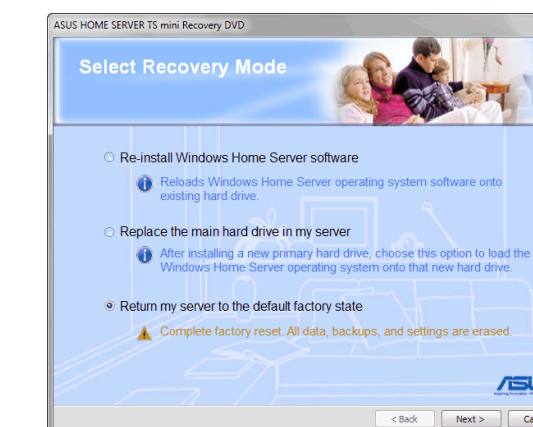 ASUS HOME SERVER TS mini Recovery DVD
Select Recovery Mode
Re-install Windows Home Server software
Reloads Windows Home Server operating system software onto
existing hard drive.
Replace the main hard drive in my server
After installing a new primary hard drive, choose this option to load the
Windows Home Server operating system onto that new hard drive.
Return my server to the default factory state
Complete factory reset. All data, backups, and settings are erased.
< Back Next >